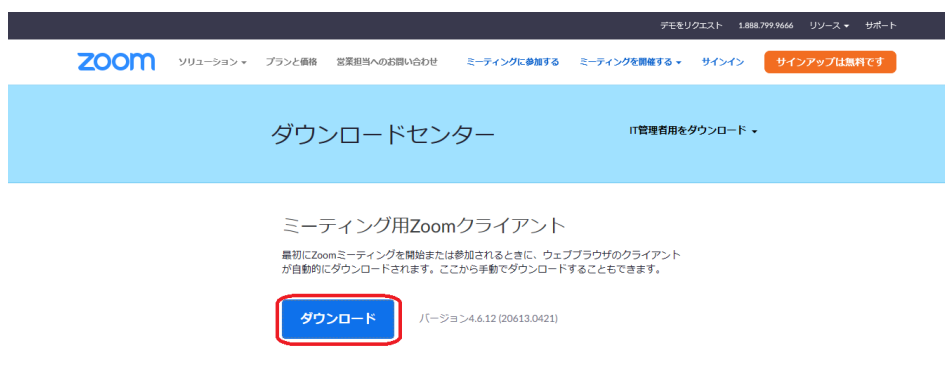 デモをリクエスト 1.888.799.9666 リソース サポート
zoom ソリューション プランと価格 営業担当へのお問い合わせ ミーティングに参加する ミーティングを開催する サインイン サインアップは無料です
ダウンロードセンター IT管理者用をダウンロード
ミーティング用Zoomクライアント
最初にZoomミーティングを開始または参加されるときに、ウェブブラウザのクライアント
が自動的にダウンロードされます。ここから手動でダウンロードすることもできます。
ダウンロード バージョン4.6.12 (20613.0421)